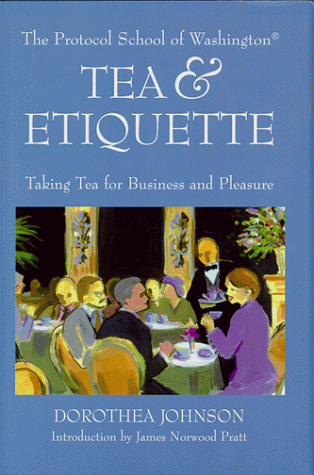 The Protocol School of Washington®
TEA &
ETIQUETTE
Taking Tea for Business and Pleasure
DOROTHEA JOHNSON
Introduction by James Norwood Pratt